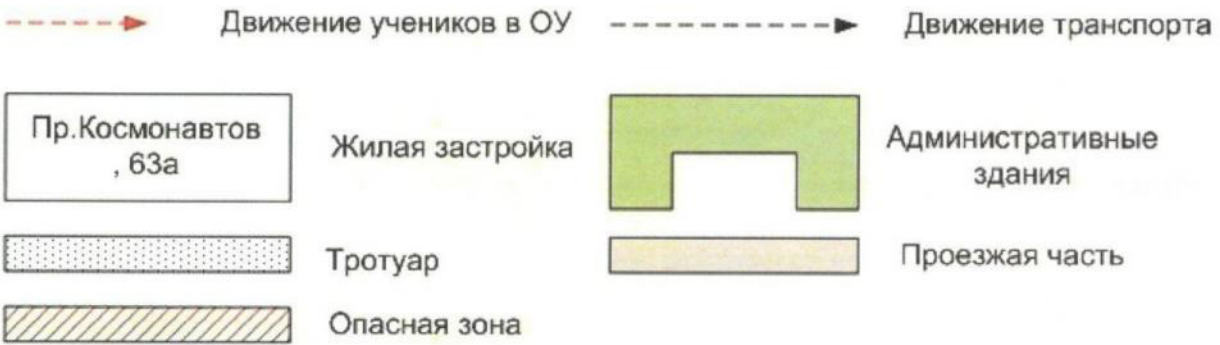 Движение учеников в ОУ
Движение транспорта
Пр.Космонавтов
, 63а
Жилая застройка
Административные
здания
Тротуар
Проезжая часть
Опасная зона